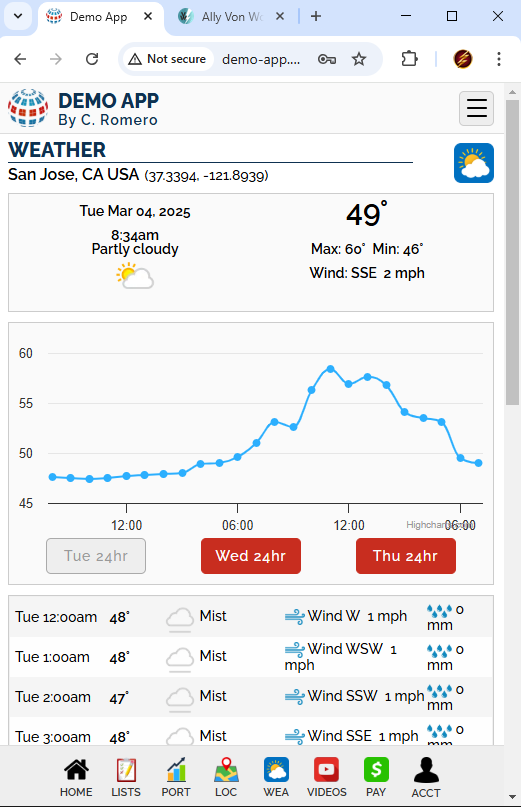 Demo App
Ally Von Wo
Not secure
demo-app....
DEMO APP
By C. Romero
WEATHER
San Jose, CA USA (37.3394, -121.8939)
Tue Mar 04, 2025
8:34am
Partly cloudy
49°
Max: 60° Min: 46°
Wind: SSE 2 mph
60
55
50
45
12:00 06:00 12:00 06:00
Tue 24hr Wed 24hr Thu 24hr
Tue 12:00am 48° Mist Wind W 1 mph 0 mm
Tue 1:00am 48° Mist Wind WSW 1 mph 0 mm
Tue 2:00am 47° Mist Wind SSW 1 mph 0 mm
Tue 3:00am 48° Mist Wind SSE 1 mph 0 mm
HOME LISTS PORT LOC WEA VIDEOS PAY ACCT